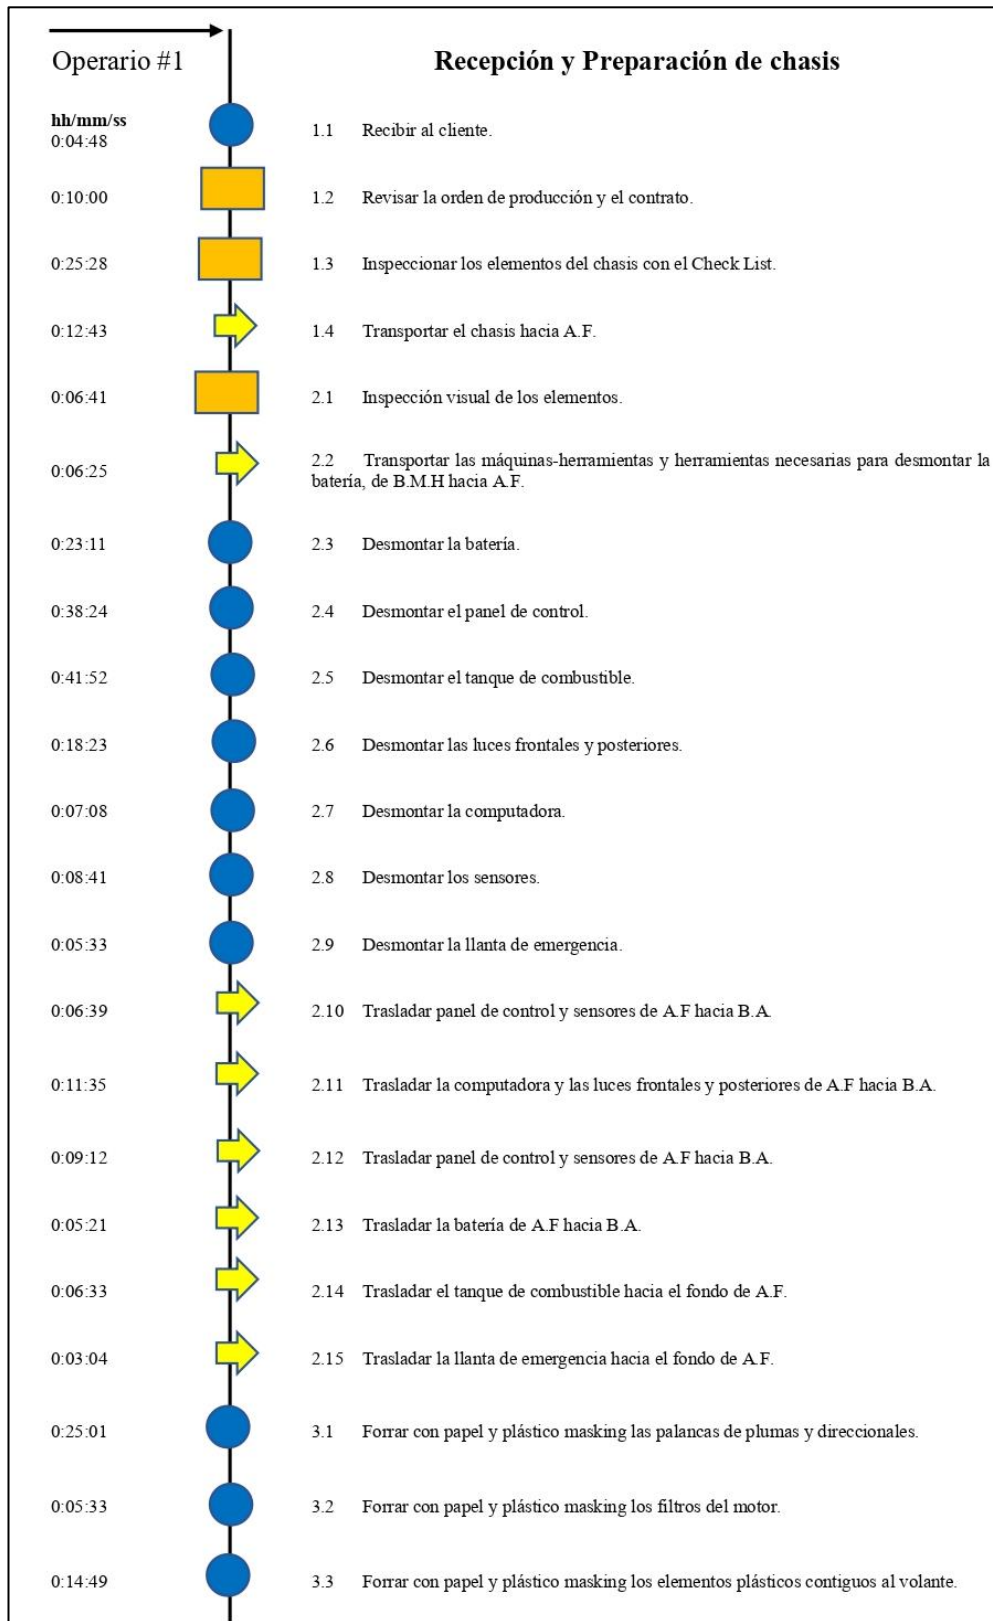 Operario #1
Recepción y Preparación de chasis
hh/mm/ss
0:04:48 1.1 Recibir al cliente.
0:10:00 1.2 Revisar la orden de producción y el contrato.
0:25:28 1.3 Inspeccionar los elementos del chasis con el Check List.
0:12:43 1.4 Transportar el chasis hacia A.F.
0:06:41 2.1 Inspección visual de los elementos.
0:06:25 2.2 Transportar las máquinas-herramientas y herramientas necesarias para desmontar la
batería, de B.M.H hacia A.F.
0:23:11 2.3 Desmontar la batería.
0:38:24 2.4 Desmontar el panel de control.
0:41:52 2.5 Desmontar el tanque de combustible.
0:18:23 2.6 Desmontar las luces frontales y posteriores.
0:07:08 2.7 Desmontar la computadora.
0:08:41 2.8 Desmontar los sensores.
0:05:33 2.9 Desmontar la llanta de emergencia.
0:06:39 2.10 Trasladar panel de control y sensores de A.F hacia B.A.
0:11:35 2.11 Trasladar la computadora y las luces frontales y posteriores de A.F hacia B.A.
0:09:12 2.12 Trasladar panel de control y sensores de A.F hacia B.A.
0:05:21 2.13 Trasladar la batería de A.F hacia B.A.
0:06:33 2.14 Trasladar el tanque de combustible hacia el fondo de A.F.
0:03:04 2.15 Trasladar la llanta de emergencia hacia el fondo de A.F.
0:25:01 3.1 Forrar con papel y plástico masking las palancas de plumas y direccionales.
0:05:33 3.2 Forrar con papel y plástico masking los filtros del motor.
0:14:49 3.3 Forrar con papel y plástico masking los elementos plásticos contiguos al volante.